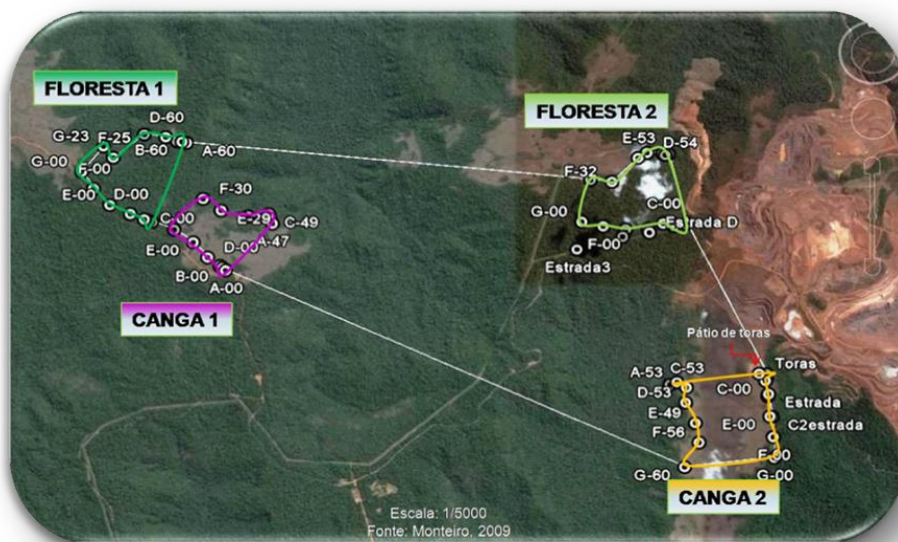 FLORESTA 1
D-60
G-23
F-25
B-60
A-60
G-00
F-00
E-00
D-00
C-00
F-30
E-29
C-49
A-47
D-00
E-00
B-00
A-00
CANGA 1
FLORESTA 2
E-53
D-54
F-32
G-00
C-00
Estrada D
F-00
Estrada3
Pátio de toras
Toras
A-53
C-53
D-53
C-00
Estrada
E-49
E-00
C2estrada
F-56
F-00
G-60
G-00
CANGA 2
Escala: 1/5000
Fonte: Monteiro, 2009